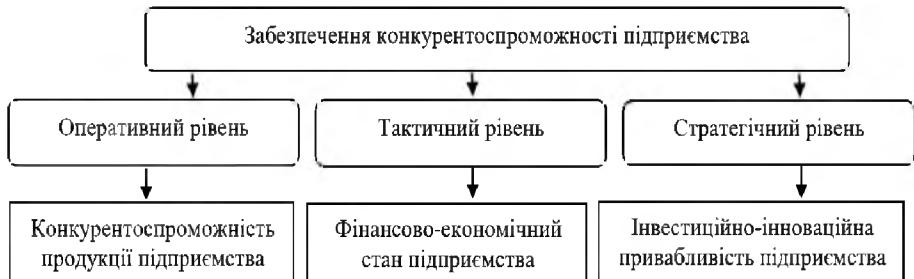 Забезпечення конкурентоспроможності підприємства
Оперативний рівень
Тактичний рівень
Стратегічний рівень
Конкурентоспроможність
продукції підприємства
Фінансово-економічний
стан підприємства
Інвестиційно-інноваційна
привабливість підприємства